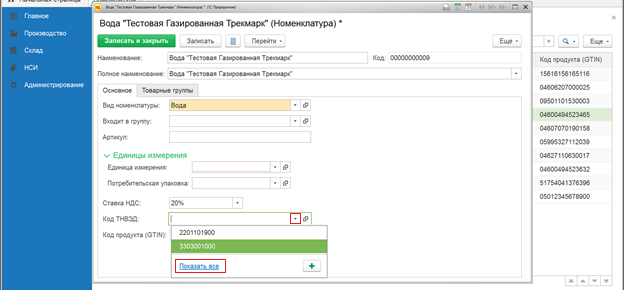 Начальная страница
Вода "Тестовая Газированная Трекмарк" (Номенклатура) * (1С:Предприятие)
M M+ M-
Вода "Тестовая Газированная Трекмарк" (Номенклатура) *
Записать и закрыть
Записать
Перейти
Еще
Наименование: Вода "Тестовая Газированная Трекмарк" Код: 00000000009
Полное наименование: Вода "Тестовая Газированная Трекмарк"
Основное Товарные группы
Вид номенклатуры: Вода
Входит в группу:
Артикул:
Единицы измерения
Единица измерения:
Потребительская упаковка:
Ставка НДС: 20%
Код ТНВЭД:
Код продукта (GTIN):
2201101900
3303001000
Показать все
Главное
Производство
Склад
НСИ
Администрирование
Еще
Код продукта (GTIN)
15616156165116
04606207000025
09501101530003
04600494523465
04607070190158
05995327112039
04627110630017
04600494523632
51754041376396
05012345678900